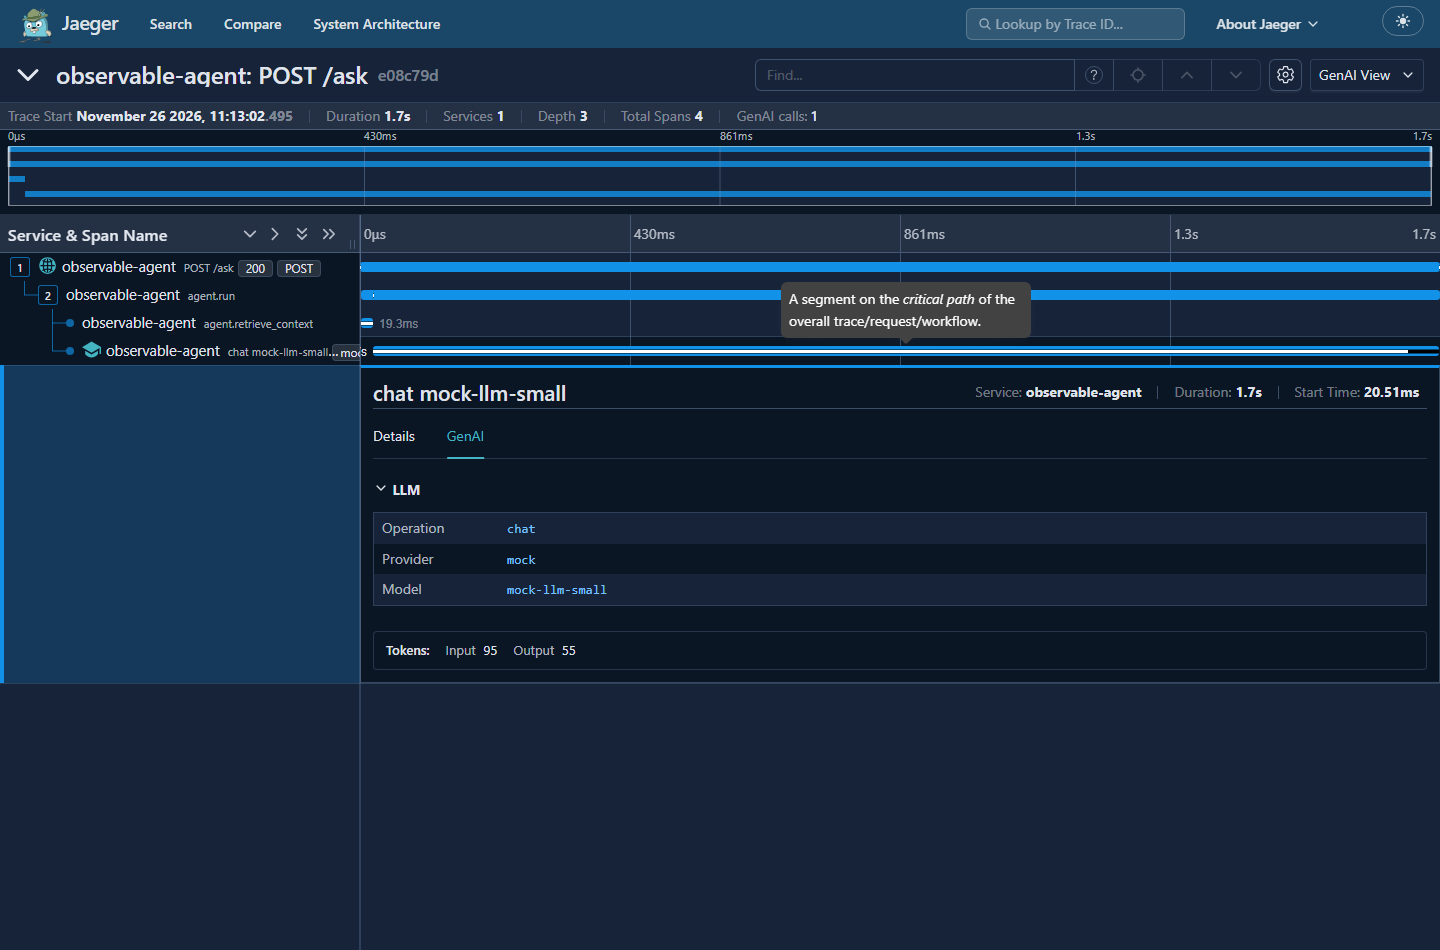 Jaeger Search Compare System Architecture Lookup by Trace ID... About Jaeger
observable-agent: POST /ask e08c79d Find... GenAI View
Trace Start November 26 2026, 11:13:02.495 Duration 1.7s Services 1 Depth 3 Total Spans 4 GenAI calls: 1
0μs 430ms 861ms 1.3s 1.7s
Service & Span Name 0μs 430ms 861ms 1.3s 1.7s
1 observable-agent POST /ask 200 POST
2 observable-agent agent.run
A segment on the critical path of the
overall trace/request/workflow.
observable-agent agent.retrieve_context 19.3ms
observable-agent chat mock-llm-small...
chat mock-llm-small Service: observable-agent Duration: 1.7s Start Time: 20.51ms
Details GenAI
LLM
Operation chat
Provider mock
Model mock-llm-small
Tokens: Input 95 Output 55